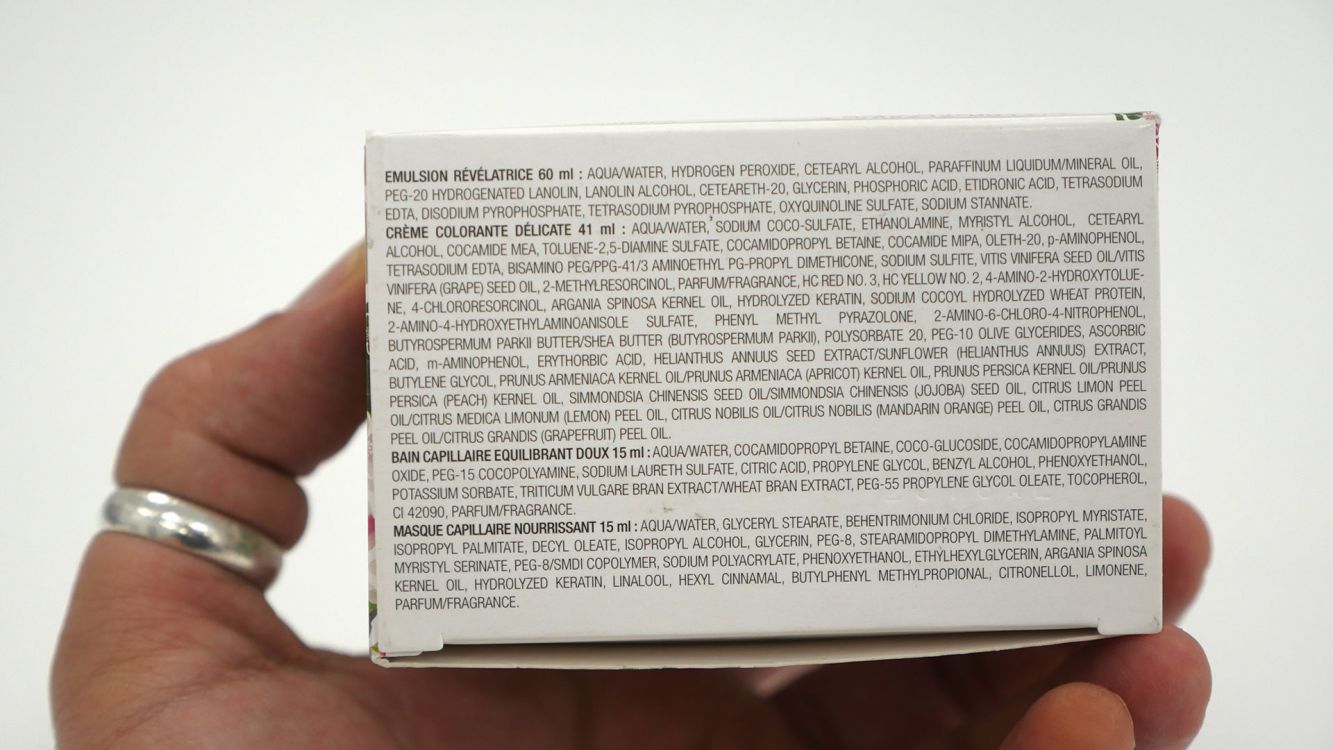 EMULSION RÉVÉLATRICE 60 ml : AQUA/WATER, HYDROGEN PEROXIDE, CETEARYL ALCOHOL, PARAFFINUM LIQUIDUM/MINERAL OIL,
PEG-20 HYDROGENATED LANOLIN, LANOLIN ALCOHOL, CETEARETH-20, GLYCERIN, PHOSPHORIC ACID, ETIDRONIC ACID, TETRASODIUM
EDTA, DISODIUM PYROPHOSPHATE, TETRASODIUM PYROPHOSPHATE, OXYQUINOLINE SULFATE, SODIUM STANNATE.
CRÈME COLORANTE DÉLICATE 41 ml : AQUA/WATER, SODIUM COCO-SULFATE, ETHANOLAMINE, MYRISTYL ALCOHOL, CETEARYL
ALCOHOL, COCAMIDE MEA, TOLUENE-2,5-DIAMINE SULFATE, COCAMIDOPROPYL BETAINE, COCAMIDE MIPA, OLETH-20, p-AMINOPHENOL,
TETRASODIUM EDTA, BISAMINO PEG/PPG-41/3 AMINOETHYL PG-PROPYL DIMETHICONE, SODIUM SULFITE, VITIS VINIFERA SEED OIL/VITIS
VINIFERA (GRAPE) SEED OIL, 2-METHYLRESORCINOL, PARFUM/FRAGRANCE, HC RED NO. 3, HC YELLOW NO. 2, 4-AMINO-2-HYDROXYTOLUE-
NE, 4-CHLORORESORCINOL, ARGANIA SPINOSA KERNEL OIL, HYDROLYZED KERATIN, SODIUM COCOYL HYDROLYZED WHEAT PROTEIN,
2-AMINO-4-HYDROXYETHYLAMINOANISOLE SULFATE, PHENYL METHYL PYRAZOLONE, 2-AMINO-6-CHLORO-4-NITROPHENOL,
BUTYROSPERMUM PARKII BUTTER/SHEA BUTTER (BUTYROSPERMUM PARKII), POLYSORBATE 20, PEG-10 OLIVE GLYCERIDES, ASCORBIC
ACID, m-AMINOPHENOL, ERYTHORBIC ACID, HELIANTHUS ANNUUS SEED EXTRACT/SUNFLOWER (HELIANTHUS ANNUUS) EXTRACT,
BUTYLENE GLYCOL, PRUNUS ARMENIACA KERNEL OIL/PRUNUS ARMENIACA (APRICOT) KERNEL OIL, PRUNUS PERSICA KERNEL OIL/PRUNUS
PERSICA (PEACH) KERNEL OIL, SIMMONDSIA CHINENSIS SEED OIL/SIMMONDSIA CHINENSIS (JOJOBA) SEED OIL, CITRUS LIMON PEEL
OIL/CITRUS MEDICA LIMONUM (LEMON) PEEL OIL, CITRUS NOBILIS OIL/CITRUS NOBILIS (MANDARIN ORANGE) PEEL OIL, CITRUS GRANDIS
PEEL OIL/CITRUS GRANDIS (GRAPEFRUIT) PEEL OIL.
BAIN CAPILLAIRE EQUILIBRANT DOUX 15 ml : AQUA/WATER, COCAMIDOPROPYL BETAINE, COCO-GLUCOSIDE, COCAMIDOPROPYLAMINE
OXIDE, PEG-15 COCOPOLYAMINE, SODIUM LAURETH SULFATE, CITRIC ACID, PROPYLENE GLYCOL, BENZYL ALCOHOL, PHENOXYETHANOL,
POTASSIUM SORBATE, TRITICUM VULGARE BRAN EXTRACT/WHEAT BRAN EXTRACT, PEG-55 PROPYLENE GLYCOL OLEATE, TOCOPHEROL,
CI 42090, PARFUM/FRAGRANCE.
MASQUE CAPILLAIRE NOURRISSANT 15 ml : AQUA/WATER, GLYCERYL STEARATE, BEHENTRIMONIUM CHLORIDE, ISOPROPYL MYRISTATE,
ISOPROPYL PALMITATE, DECYL OLEATE, ISOPROPYL ALCOHOL, GLYCERIN, PEG-8, STEARAMIDOPROPYL DIMETHYLAMINE, PALMITOYL
MYRISTYL SERINATE, PEG-8/SMDI COPOLYMER, SODIUM POLYACRYLATE, PHENOXYETHANOL, ETHYLHEXYLGLYCERIN, ARGANIA SPINOSA
KERNEL OIL, HYDROLYZED KERATIN, LINALOOL, HEXYL CINNAMAL, BUTYLPHENYL METHYLPROPIONAL, CITRONELLOL, LIMONENE,
PARFUM/FRAGRANCE.